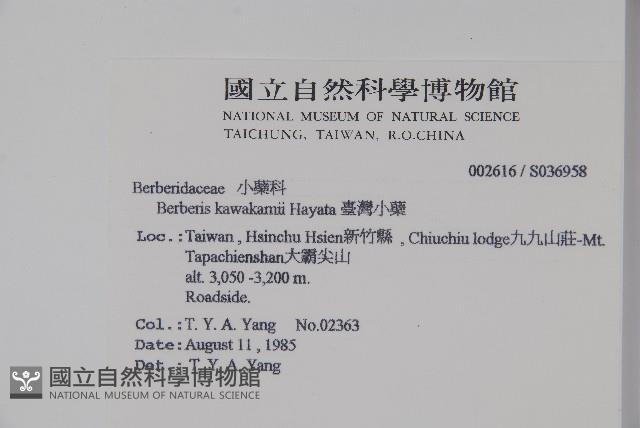 國立自然科學博物館
NATIONAL MUSEUM OF NATURAL SCIENCE
TAICHUNG, TAIWAN, R.O.CHINA
002616 / S036958
Berberidaceae 小蘗科
Berberis kawakamii Hayata 臺灣小蘗
Loc.:Taiwan , Hsinchu Hsien新竹縣 , Chiuchiu lodge九九山莊-Mt.
Tapachienshan大霸尖山
alt. 3,050 -3,200 m.
Roadside.
Col.:T. Y. A. Yang No.02363
Date:August 11 , 1985
Det.:T. Y. A. Yang
國立自然科學博物館
NATIONAL MUSEUM OF NATURAL SCIENCE